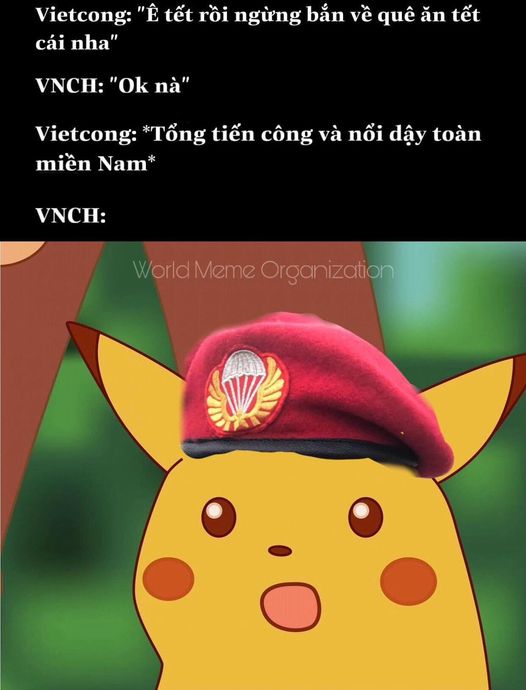 Vietcong: "Ê tết rồi ngừng bắn về quê ăn tết
cái nha"
VNCH: "Ok nà"
Vietcong: *Tổng tiến công và nổi dậy toàn
miền Nam*
VNCH:
World Meme Organization